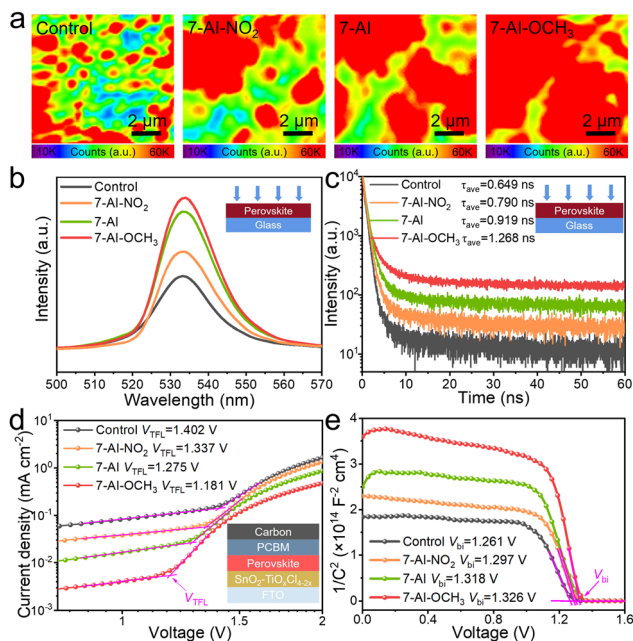 a
Control
7-AI-NO2
7-AI
7-AI-OCH3
2 μm
2 μm
2 μm
2 μm
10K Counts (a.u.) 60K
10K Counts (a.u.) 60K
10K Counts (a.u.) 60K
10K Counts (a.u.) 60K
b
Control
7-AI-NO2
7-AI
7-AI-OCH3
Perovskite
Glass
Intensity (a.u.)
500 510 520 530 540 550 560 570
Wavelength (nm)
c
Control τave=0.649 ns
7-AI-NO2 τave=0.790 ns
7-AI τave=0.919 ns
7-AI-OCH3 τave=1.268 ns
Perovskite
Glass
Intensity (a.u.)
10^4
10^3
10^2
10^1
0 10 20 30 40 50 60
Time (ns)
d
Control VTFL=1.402 V
7-AI-NO2 VTFL=1.337 V
7-AI VTFL=1.275 V
7-AI-OCH3 VTFL=1.181 V
Carbon
PCBM
Perovskite
SnO2-TiOxCl4-2x
FTO
VTFL
Current density (mA cm-2)
10^2
10^1
10^0
10^-1
10^-2
10^-3
1 1.5 2
Voltage (V)
e
Control Vbi=1.261 V
7-AI-NO2 Vbi=1.297 V
7-AI Vbi=1.318 V
7-AI-OCH3 Vbi=1.326 V
Vbi
1/C2 (×10^14 F-2 cm4)
4
3
2
1
0
0.0 0.4 0.8 1.2 1.6
Voltage (V)